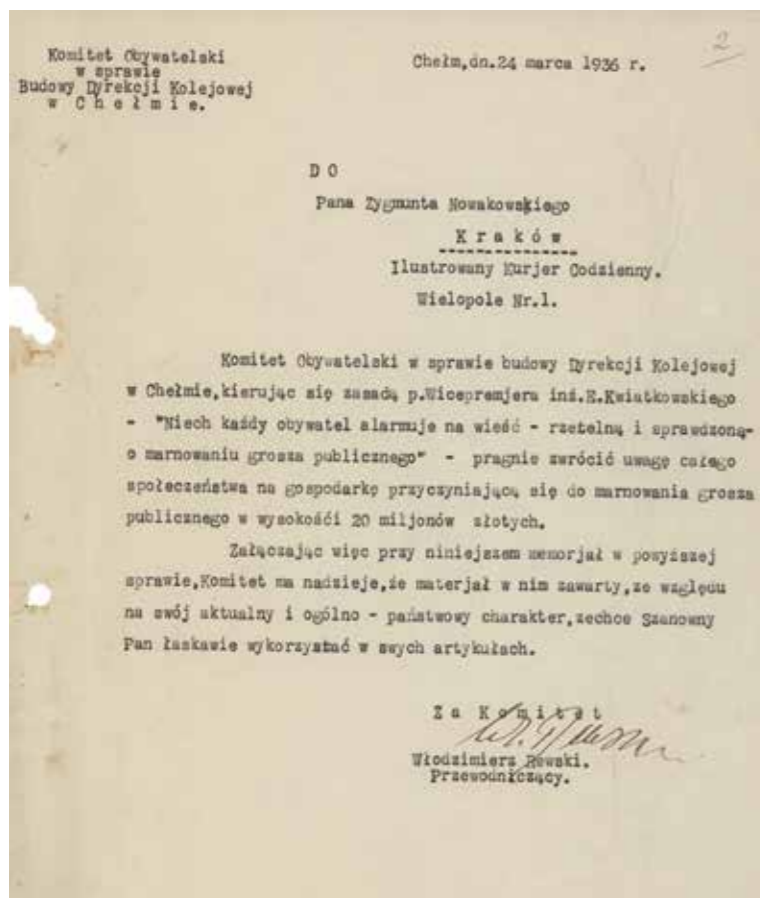 2
Komitet Obywatelski
w sprawie
Budowy Dyrekcji Kolejowej
w Chełmie.
Chełm,dn.24 marca 1936 r.
DO
Pana Zygmunta Nowakowskiego
Kraków
Ilustrowany Kurjer Codzienny.
Wielopole Nr.1.
Komitet Obywatelski w sprawie budowy Dyrekcji Kolejowej
w Chełmie,kierując się zasadą p.Wicepremjera inż.E.Kwiatkowskiego
- "Niech każdy obywatel alarmuje na wieść - rzetelną i sprawdzoną-
o marnowaniu grosza publicznego" - pragnie zwrócić uwagę całego
społeczeństwa na gospodarkę przyczyniającą się do marnowania grosza
publicznego w wysokośći 20 miljonów złotych.
Załączając więc przy niniejszem memorjał w powyższej
sprawie,Komitet ma nadzieje,że materjał w nim zawarty,ze względu
na swój aktualny i ogólno - państwowy charakter,zechce Szanowny
Pan łaskawie wykorzystać w swych artykułach.
Za Komitet
Włodzimierz Rewski.
Przewodniczący.